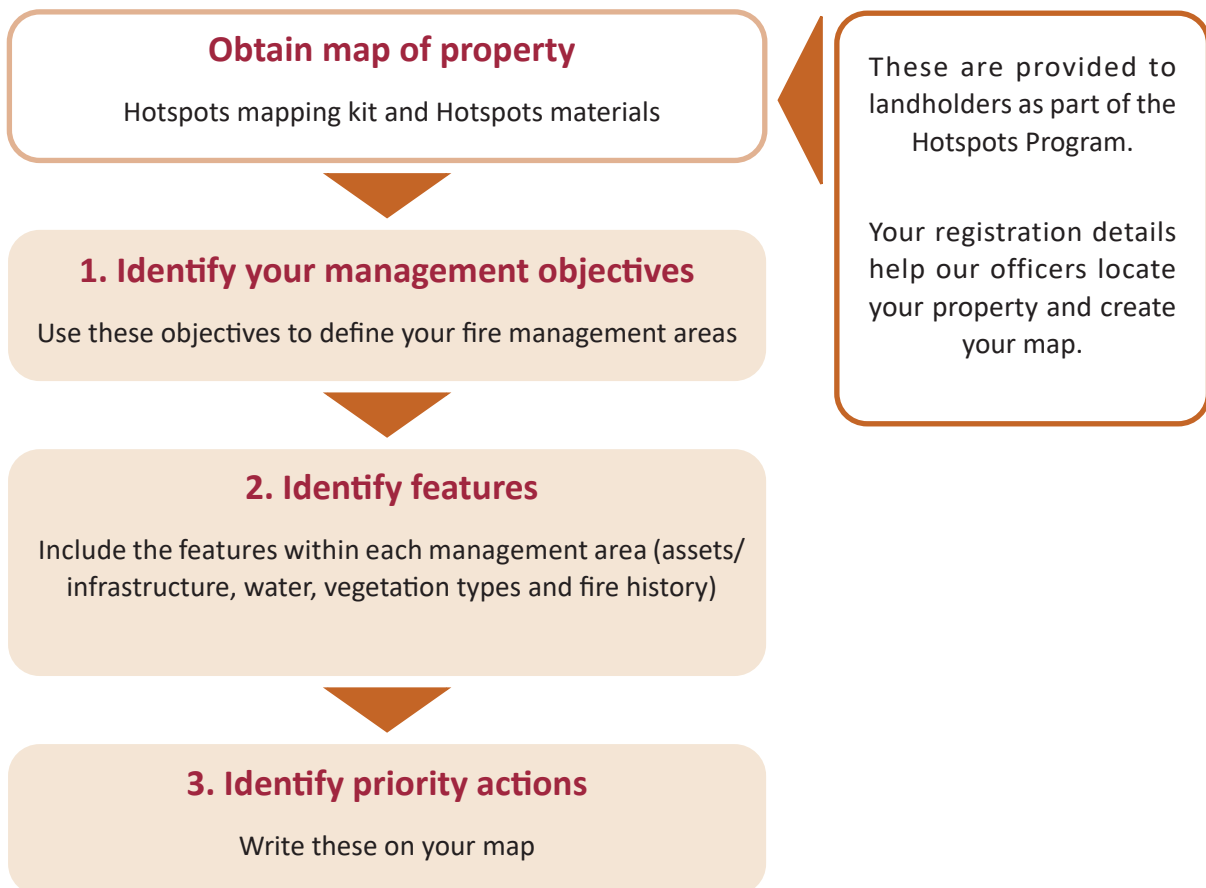 Obtain map of property
Hotspots mapping kit and Hotspots materials
These are provided to
landholders as part of the
Hotspots Program.
Your registration details
help our officers locate
your property and create
your map.
1. Identify your management objectives
Use these objectives to define your fire management areas
2. Identify features
Include the features within each management area (assets/
infrastructure, water, vegetation types and fire history)
3. Identify priority actions
Write these on your map